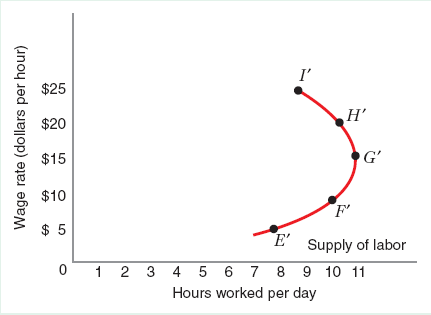 Wage rate (dollars per hour)
$25
$20
$15
$10
$ 5
0
I′
H′
G′
F′
E′
Supply of labor
1 2 3 4 5 6 7 8 9 10 11
Hours worked per day